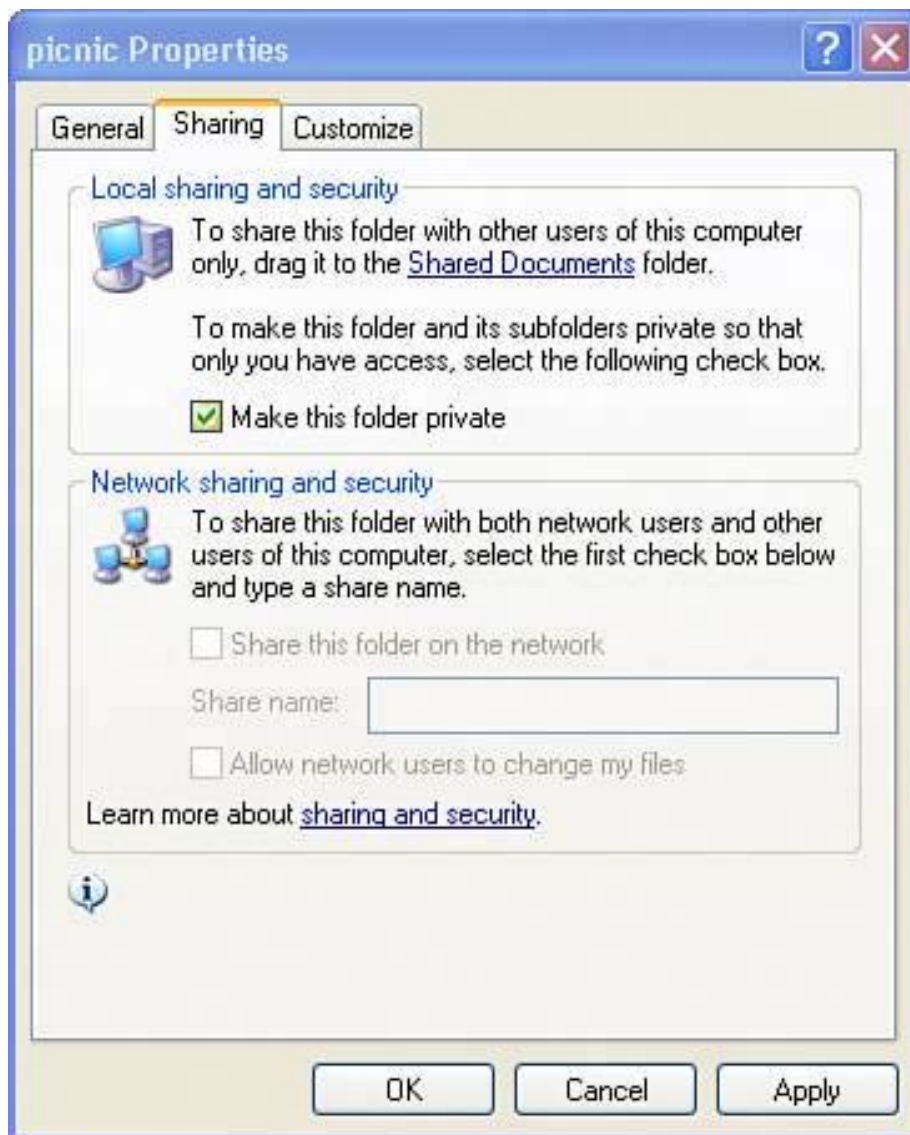 picnic Properties
General Sharing Customize
Local sharing and security
To share this folder with other users of this computer
only, drag it to the Shared Documents folder.
To make this folder and its subfolders private so that
only you have access, select the following check box.
Make this folder private
Network sharing and security
To share this folder with both network users and other
users of this computer, select the first check box below
and type a share name.
Share this folder on the network
Share name:
Allow network users to change my files
Learn more about sharing and security.
OK Cancel Apply